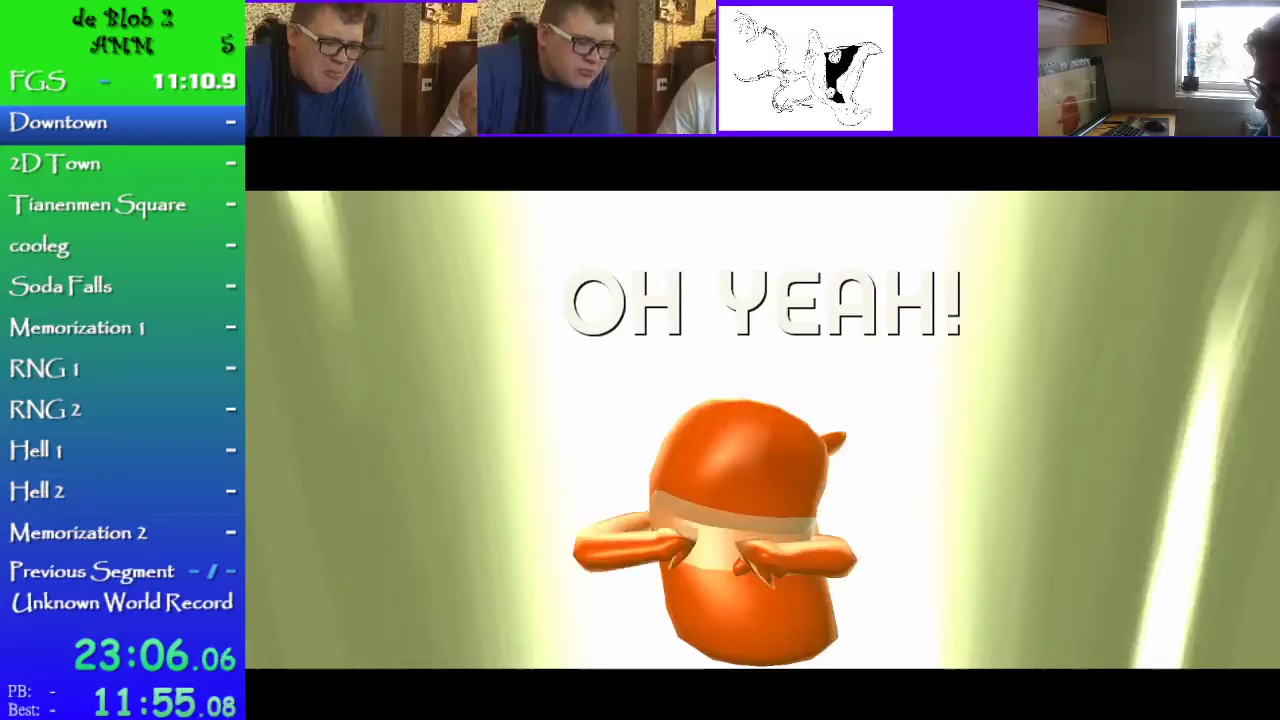 de Blob 2
ANN 5
FGS - 11:10.9
Downtown -
2D Town -
Tianenmen Square -
cooleg -
Soda Falls -
Memorization 1 -
RNG 1 -
RNG 2 -
Hell 1 -
Hell 2 -
Memorization 2 -
Previous Segment - / -
Unknown World Record
23:06.06
PB: -
Best: -
11:55.08
OH YEAH!